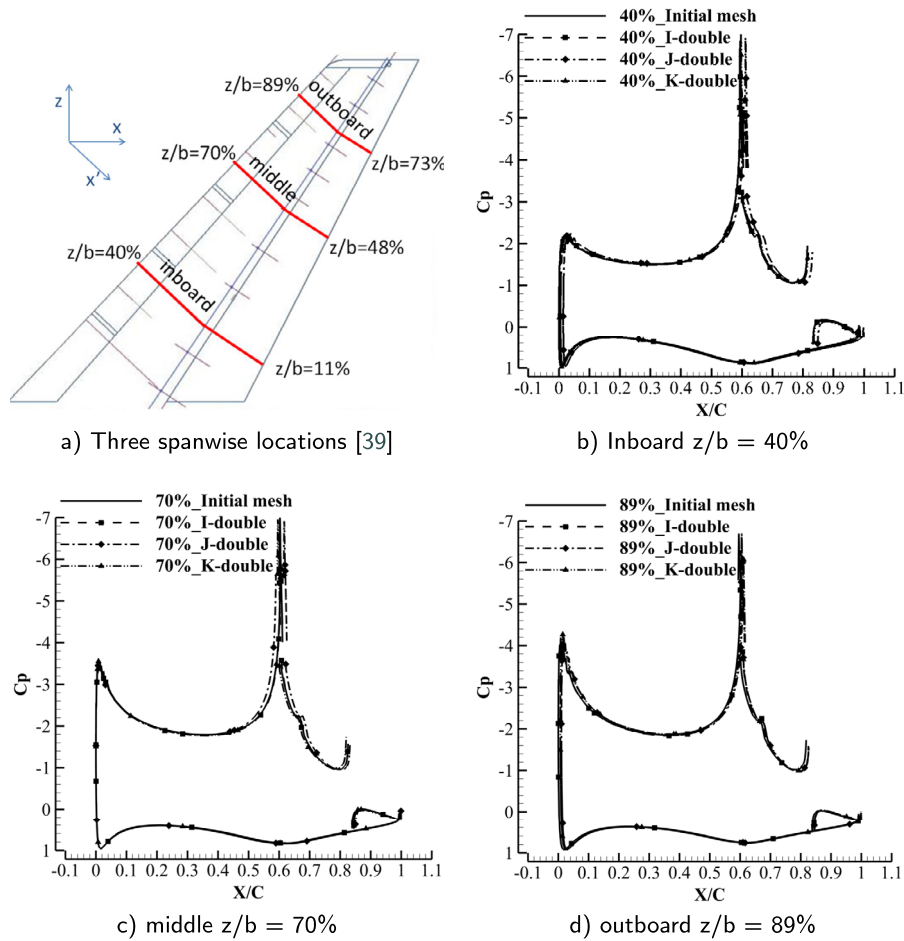 z
x
x'
z/b=89%
outboard
z/b=73%
z/b=70%
middle
z/b=48%
z/b=40%
inboard
z/b=11%
a) Three spanwise locations [39]
40%_Initial mesh
40%_I-double
40%_J-double
40%_K-double
-7
-6
-5
-4
-3
-2
-1
0
1
Cp
-0.1 0 0.1 0.2 0.3 0.4 0.5 0.6 0.7 0.8 0.9 1 1.1
X/C
b) Inboard z/b = 40%
70%_Initial mesh
70%_I-double
70%_J-double
70%_K-double
-7
-6
-5
-4
-3
-2
-1
0
1
Cp
-0.1 0 0.1 0.2 0.3 0.4 0.5 0.6 0.7 0.8 0.9 1 1.1
X/C
c) middle z/b = 70%
89%_Initial mesh
89%_I-double
89%_J-double
89%_K-double
-7
-6
-5
-4
-3
-2
-1
0
1
Cp
-0.1 0 0.1 0.2 0.3 0.4 0.5 0.6 0.7 0.8 0.9 1 1.1
X/C
d) outboard z/b = 89%